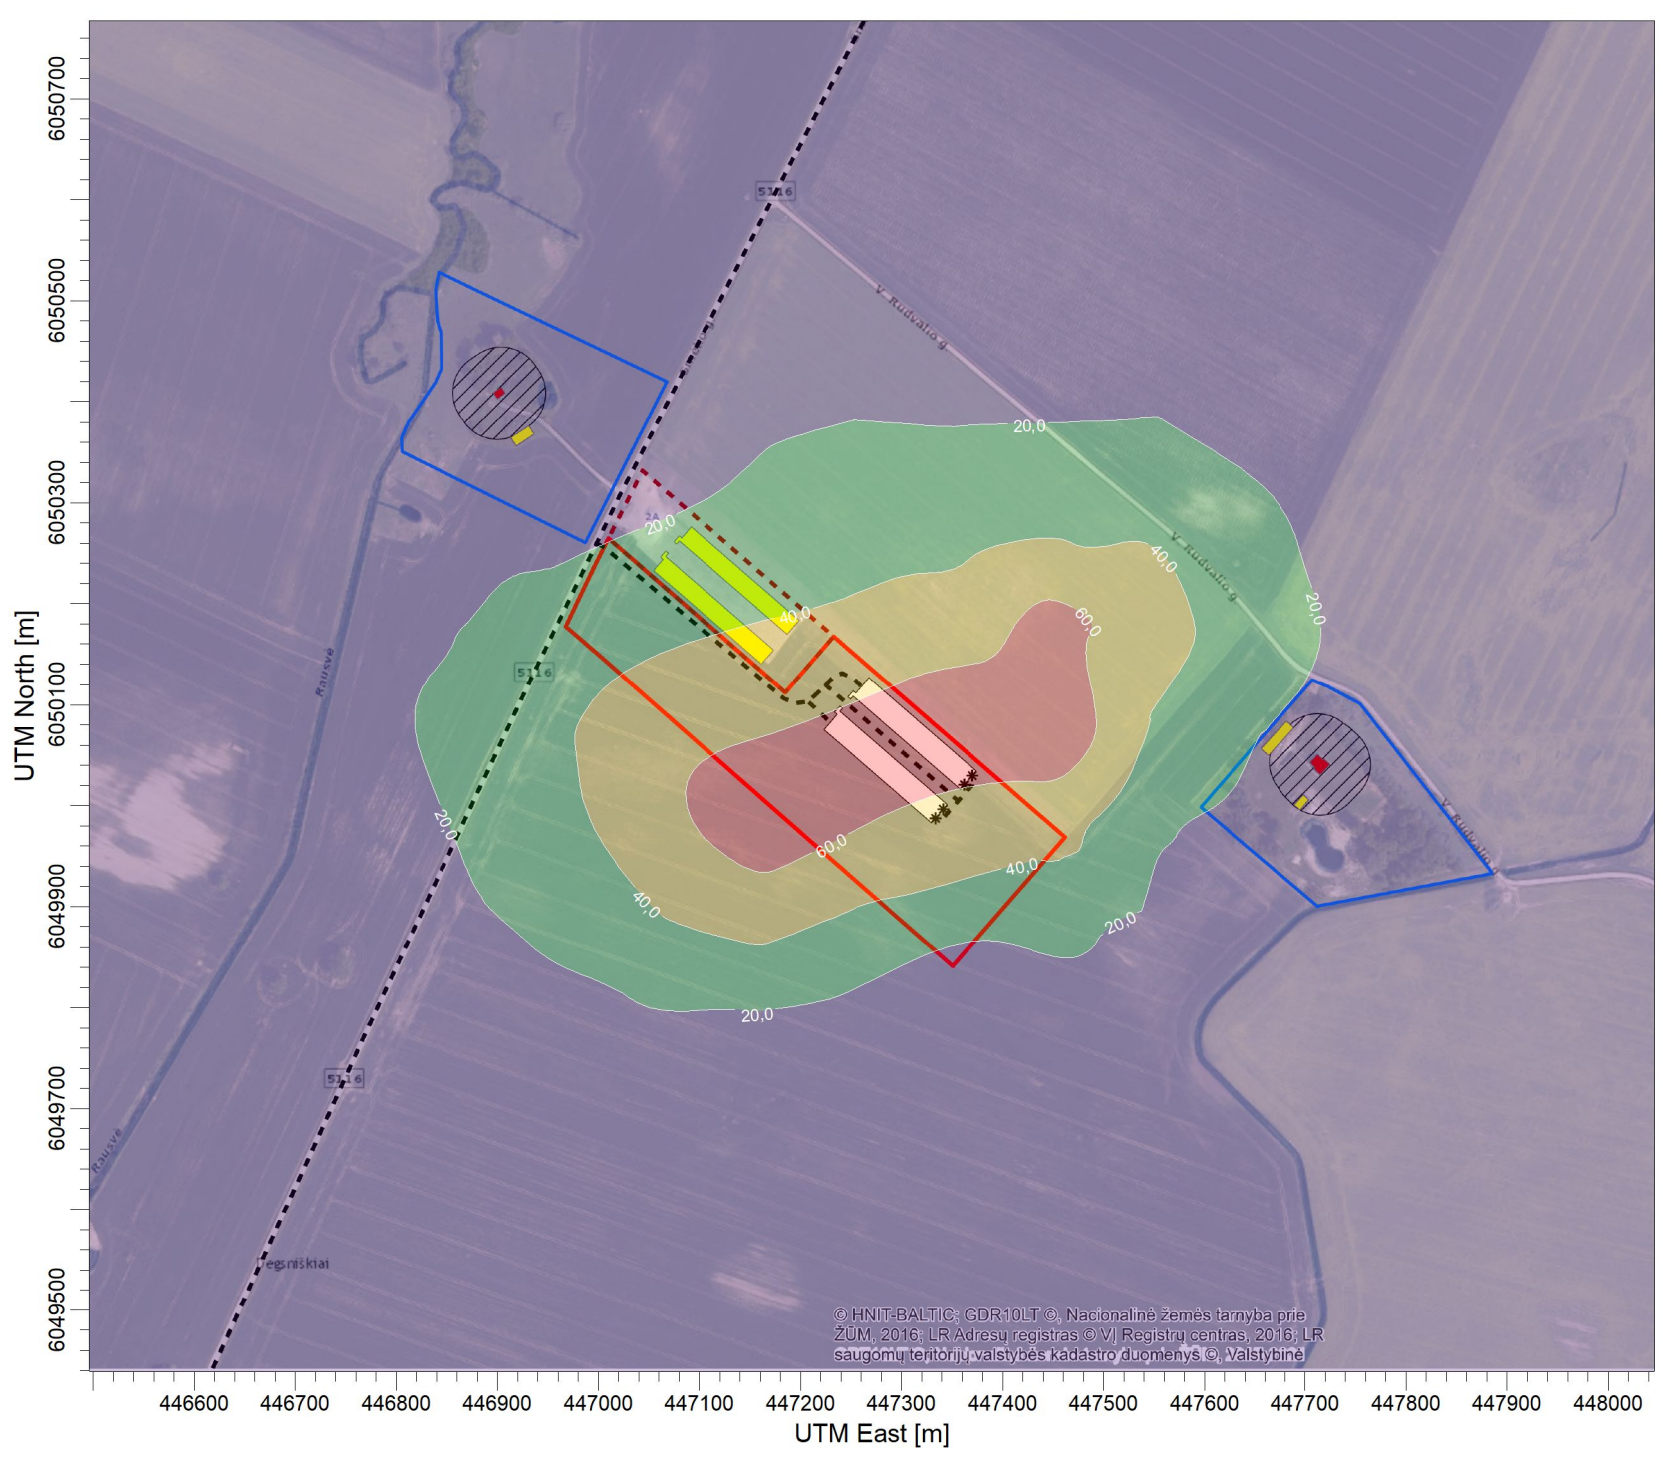 6050700
6050500
6050300
6050100
6049900
6049700
6049500
UTM North [m]
5116
V. Rudvalio g.
20,0
2A
20,0
V. Rudvalio g.
40,0
20,0
60,0
40,0
Rausvė
5116
20,0
60,0
40,0
V. Rudvalio
40,0
20,0
20,0
5116
Rausvė
Degsniškiai
© HNIT-BALTIC; GDR10LT ©, Nacionalinė žemės tarnyba prie
ŽŪM, 2016; LR Adresų registras © VĮ Registrų centras, 2016; LR
saugomų teritorijų valstybės kadastro duomenys ©, Valstybinė
446600 446700 446800 446900 447000 447100 447200 447300 447400 447500 447600 447700 447800 447900 448000
UTM East [m]